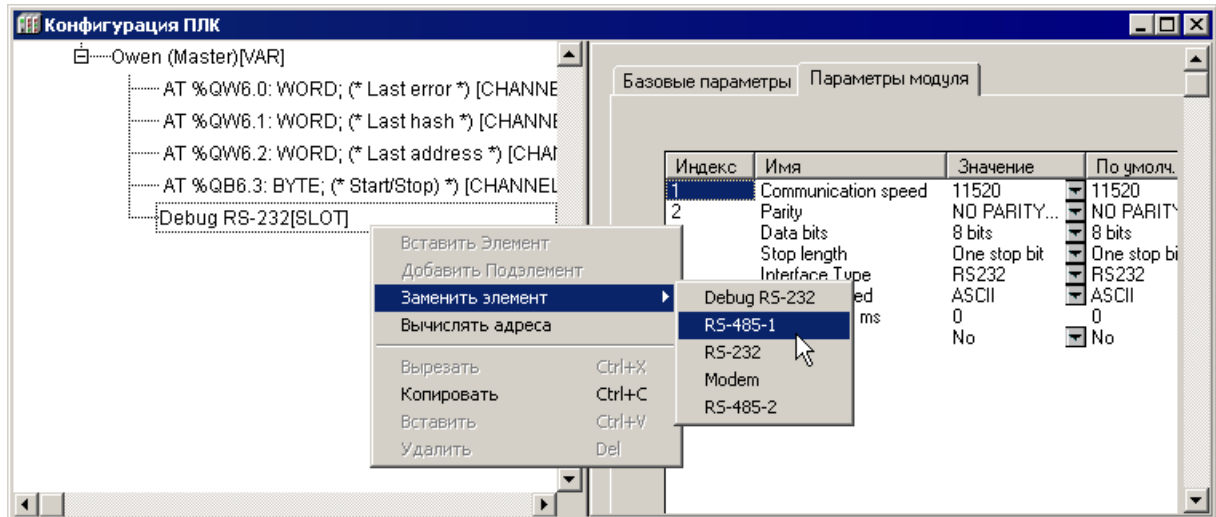 Конфигурация ПЛК
Owen (Master)[VAR]
AT %QW6.0: WORD; (* Last error *) [CHANNE
AT %QW6.1: WORD; (* Last hash *) [CHANNE
AT %QW6.2: WORD; (* Last address *) [CHAN
AT %QB6.3: BYTE; (* Start/Stop) *) [CHANNEL
Debug RS-232[SLOT]
Вставить Элемент
Добавить Подэлемент
Заменить элемент
Вычислять адреса
Вырезать Ctrl+X
Копировать Ctrl+C
Вставить Ctrl+V
Удалить Del
Debug RS-232
RS-485-1
RS-232
Modem
RS-485-2
Базовые параметры Параметры модуля
Индекс Имя Значение По умолч.
1 Communication speed 11520 11520
2 Parity NO PARITY... NO PARITY
Data bits 8 bits 8 bits
Stop length One stop bit One stop bi
Interface Type RS232 RS232
ed ASCII ASCII
ms 0 0
No No